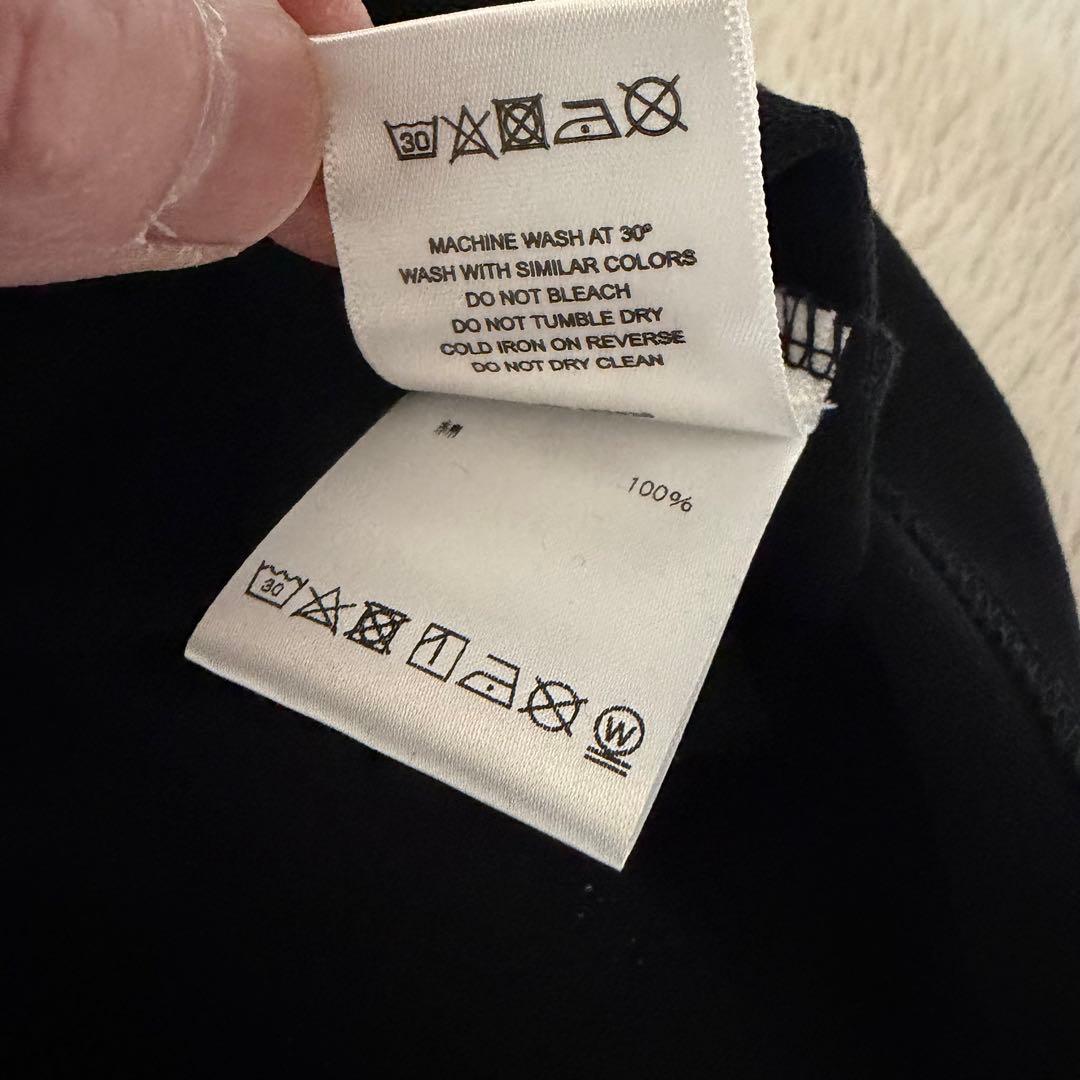 30
MACHINE WASH AT 30°
WASH WITH SIMILAR COLORS
DO NOT BLEACH
DO NOT TUMBLE DRY
COLD IRON ON REVERSE
DO NOT DRY CLEAN
100%
30
W